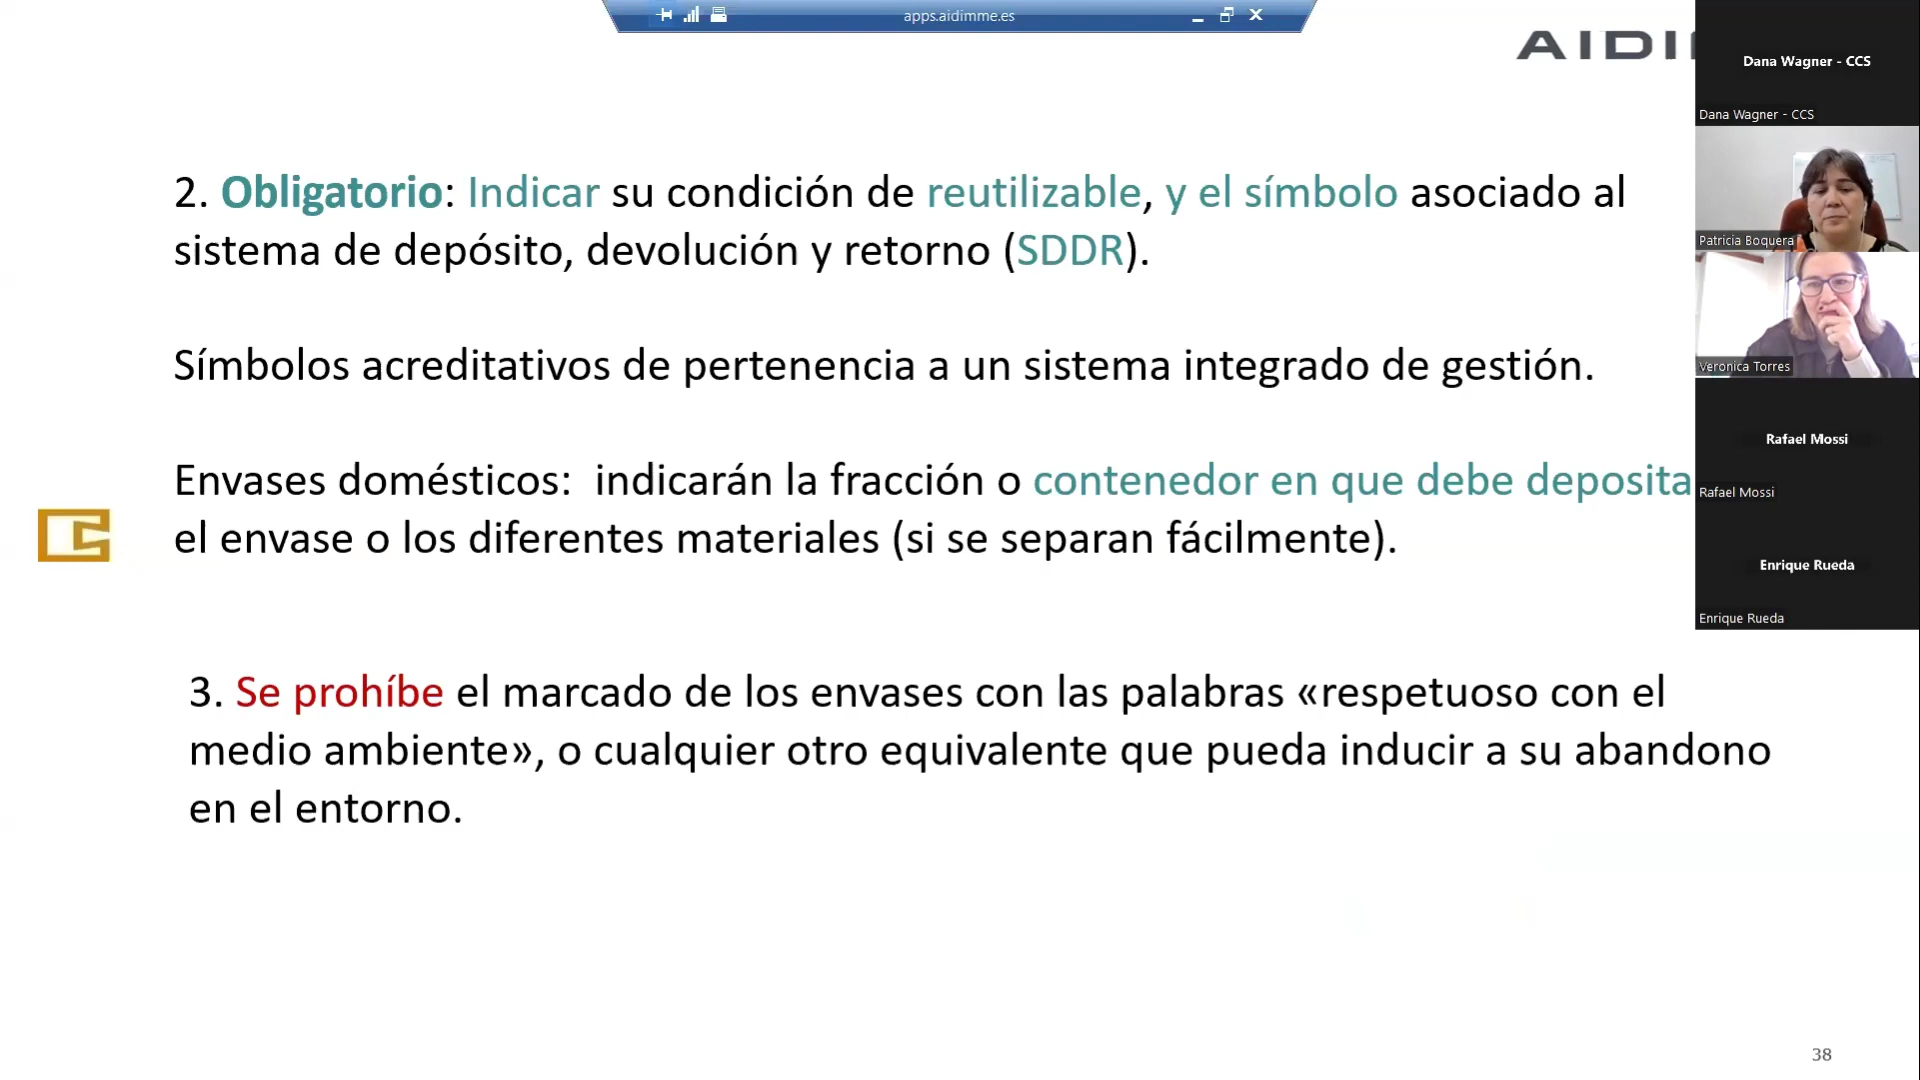 apps.aidimme.es
AIDI
Dana Wagner - CCS
Dana Wagner - CCS
2. Obligatorio: Indicar su condición de reutilizable, y el símbolo asociado al
sistema de depósito, devolución y retorno (SDDR).
Patricia Boquera
Símbolos acreditativos de pertenencia a un sistema integrado de gestión.
Veronica Torres
Rafael Mossi
Envases domésticos: indicarán la fracción o contenedor en que debe deposita
Rafael Mossi
el envase o los diferentes materiales (si se separan fácilmente).
Enrique Rueda
Enrique Rueda
3. Se prohíbe el marcado de los envases con las palabras «respetuoso con el
medio ambiente», o cualquier otro equivalente que pueda inducir a su abandono
en el entorno.
38